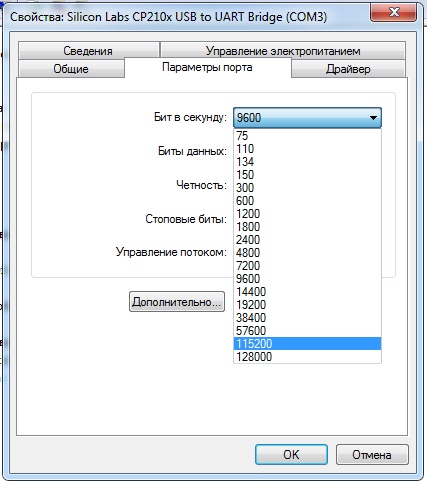 Свойства: Silicon Labs CP210x USB to UART Bridge (COM3)
Сведения
Управление электропитанием
Общие
Параметры порта
Драйвер
Бит в секунду:
9600
75
110
134
150
300
600
1200
1800
2400
4800
7200
9600
14400
19200
38400
57600
115200
128000
Биты данных:
Четность:
Стоповые биты:
Управление потоком:
Дополнительно...
OK
Отмена